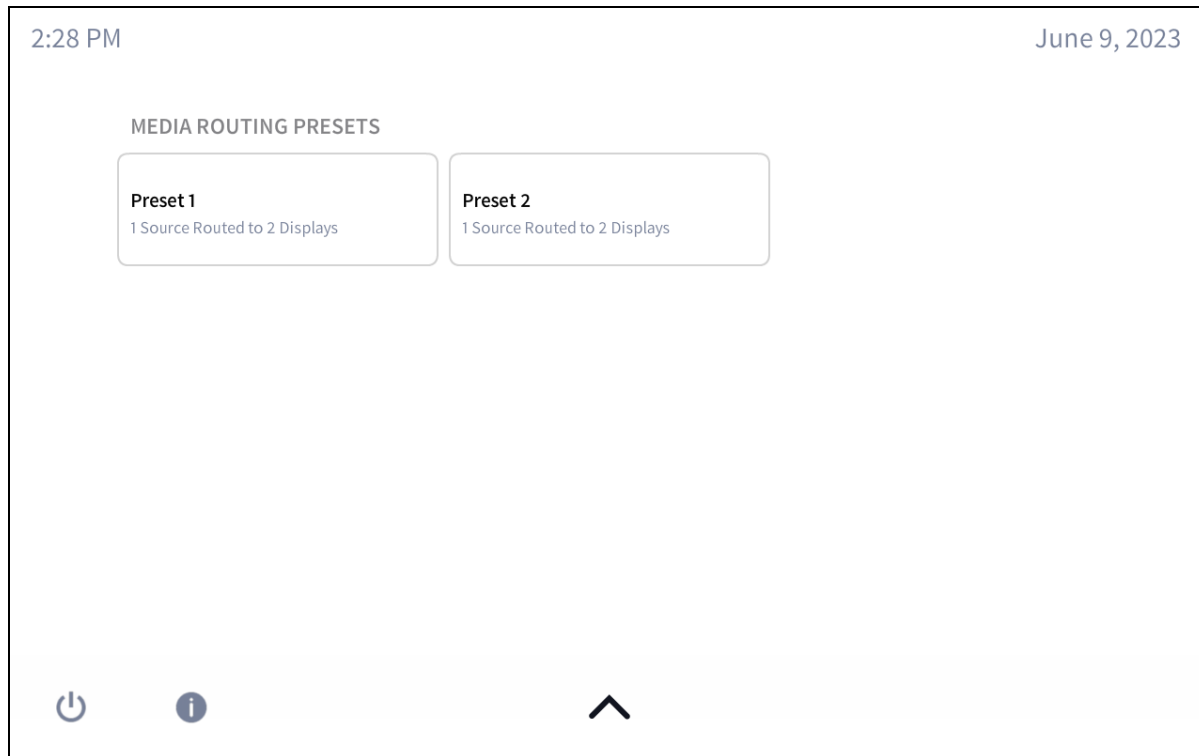 2:28 PM
June 9, 2023
MEDIA ROUTING PRESETS
Preset 1
1 Source Routed to 2 Displays
Preset 2
1 Source Routed to 2 Displays